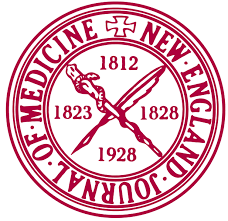 NEW · ENGLAND · JOURNAL · OF · MEDICINE
1812
1823
1828
1928